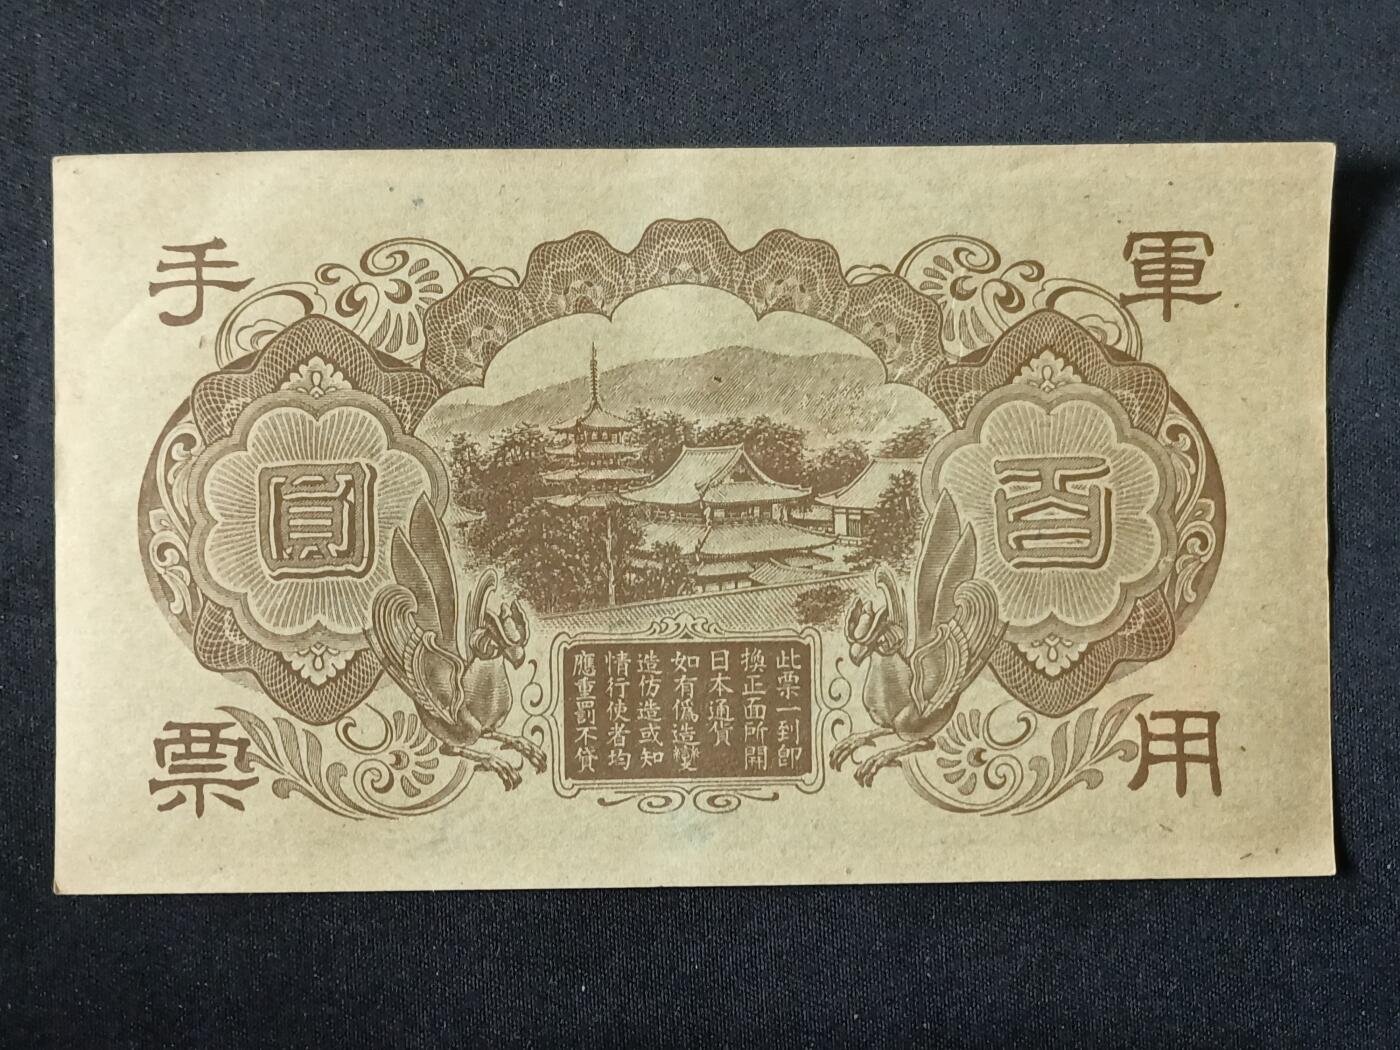 軍用
手票
百
圓
此票一到即
換正面所開
日本通貨
如有偽造變
造仿造或知
情行使者均
應重罰不貸